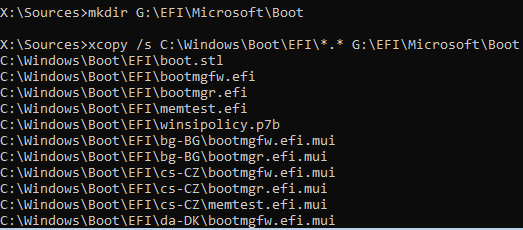 X:\Sources>mkdir G:\EFI\Microsoft\Boot
X:\Sources>xcopy /s C:\Windows\Boot\EFI\*.* G:\EFI\Microsoft\Boot
C:\Windows\Boot\EFI\boot.stl
C:\Windows\Boot\EFI\bootmgfw.efi
C:\Windows\Boot\EFI\bootmgr.efi
C:\Windows\Boot\EFI\memtest.efi
C:\Windows\Boot\EFI\winsipolicy.p7b
C:\Windows\Boot\EFI\bg-BG\bootmgfw.efi.mui
C:\Windows\Boot\EFI\bg-BG\bootmgr.efi.mui
C:\Windows\Boot\EFI\cs-CZ\bootmgfw.efi.mui
C:\Windows\Boot\EFI\cs-CZ\bootmgr.efi.mui
C:\Windows\Boot\EFI\cs-CZ\memtest.efi.mui
C:\Windows\Boot\EFI\da-DK\bootmgfw.efi.mui